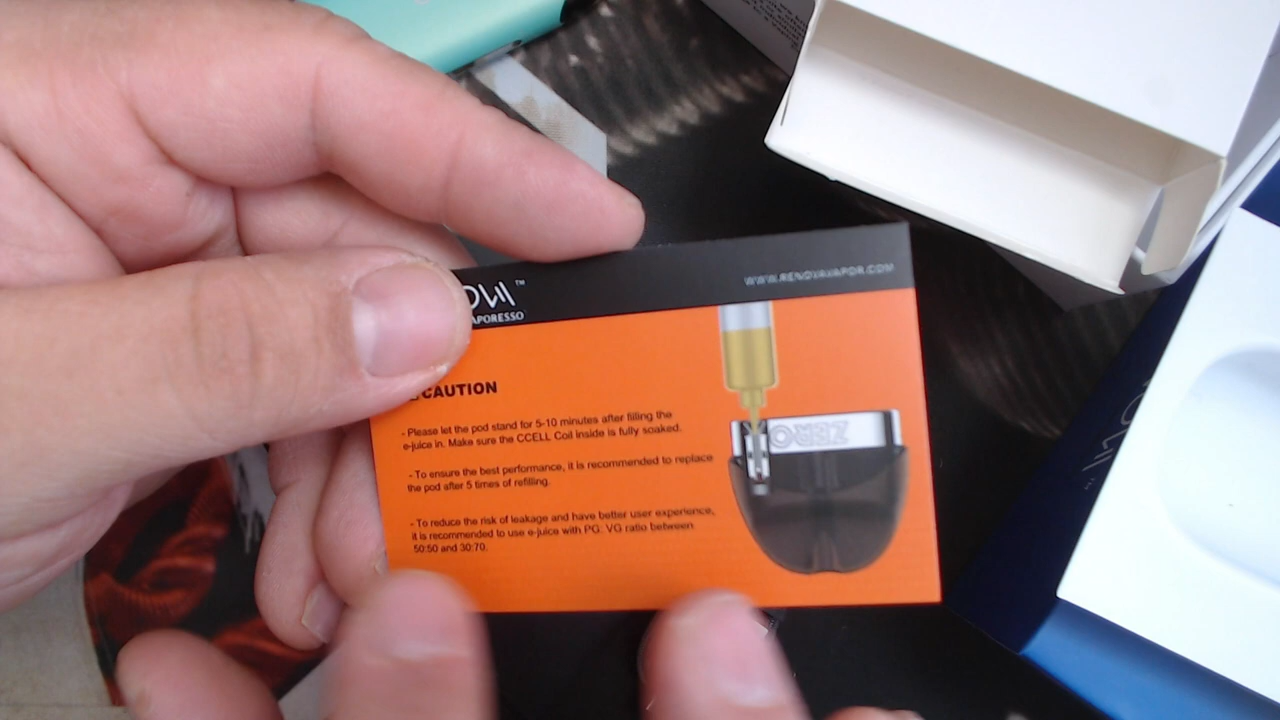 WWW.RENOVAVAPOR.COM
OVΛ™
APORESSO
CAUTION
- Please let the pod stand for 5-10 minutes after filling the
e-juice in. Make sure the CCELL Coil inside is fully soaked.
- To ensure the best performance, it is recommended to replace
the pod after 5 times of refilling.
- To reduce the risk of leakage and have better user experience,
it is recommended to use e-juice with PG: VG ratio between
50:50 and 30:70.
ZERO